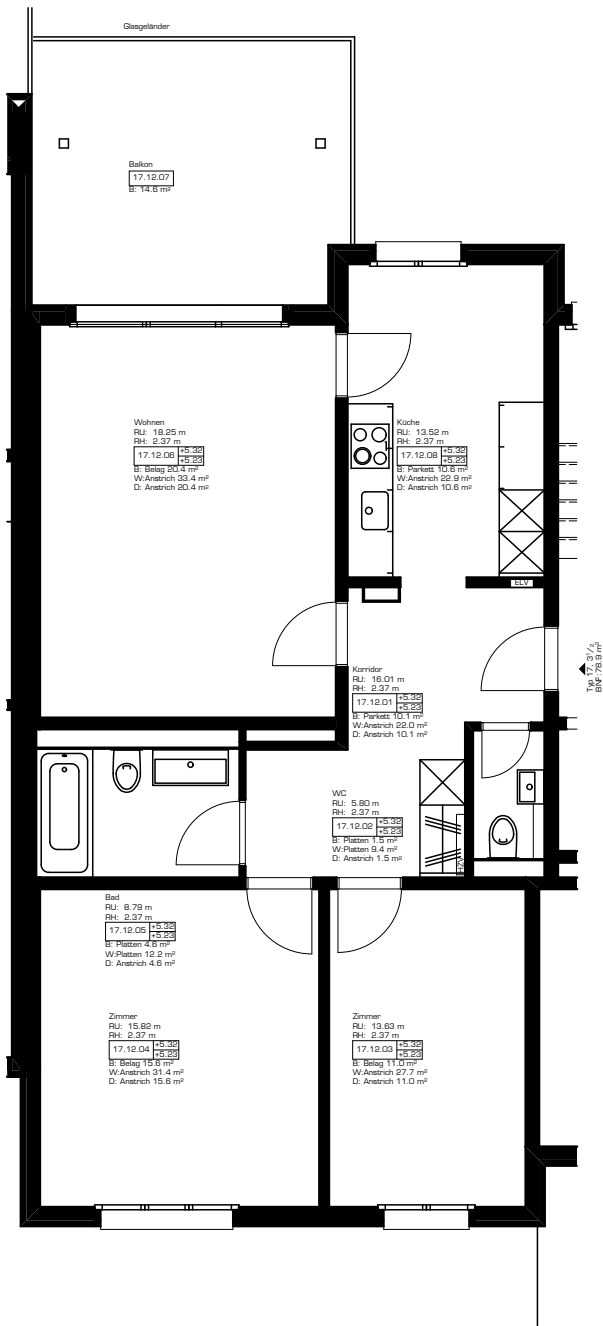 Glasgeländer
Balkon
17.12.07
B: 14.6 m²
Wohnen
RU: 18.25 m
RH: 2.37 m
17.12.06 +5.32
+5.23
B: Belag 20.4 m²
W:Anstrich 33.4 m²
D: Anstrich 20.4 m²
Küche
RU: 13.52 m
RH: 2.37 m
17.12.08 +5.32
+5.23
B: Parkett 10.6 m²
W:Anstrich 22.9 m²
D: Anstrich 10.6 m²
ELV
Typ 17, 3½
BNF:78.9 m²
Korridor
RU: 16.01 m
RH: 2.37 m
17.12.01 +5.32
+5.23
B: Parkett 10.1 m²
W:Anstrich 22.0 m²
D: Anstrich 10.1 m²
WC
RU: 5.80 m
RH: 2.37 m
17.12.02 +5.32
+5.23
B: Platten 1.5 m²
W:Platten 9.4 m²
D: Anstrich 1.5 m²
Bad
RU: 8.79 m
RH: 2.37 m
17.12.05 +5.32
+5.23
B: Platten 4.6 m²
W:Platten 12.2 m²
D: Anstrich 4.6 m²
Zimmer
RU: 15.82 m
RH: 2.37 m
17.12.04 +5.32
+5.23
B: Belag 15.6 m²
W:Anstrich 31.4 m²
D: Anstrich 15.6 m²
Zimmer
RU: 13.63 m
RH: 2.37 m
17.12.03 +5.32
+5.23
B: Belag 11.0 m²
W:Anstrich 27.7 m²
D: Anstrich 11.0 m²